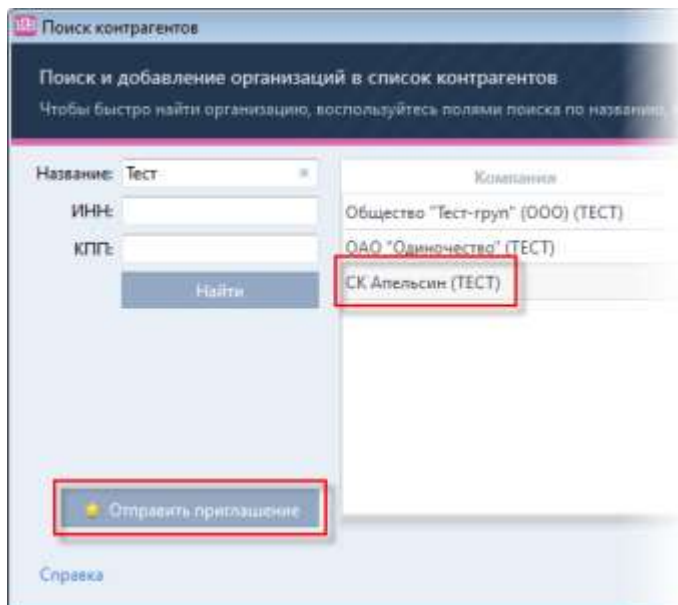 Поиск контрагентов
Поиск и добавление организаций в список контрагентов
Чтобы быстро найти организацию, воспользуйтесь полями поиска по названию,
Название: Тест
Компания
ИНН:
Общество "Тест-груп" (ООО) (ТЕСТ)
КПП:
ОАО "Одиночество" (ТЕСТ)
Найти
СК Апельсин (ТЕСТ)
Отправить приглашение
Справка